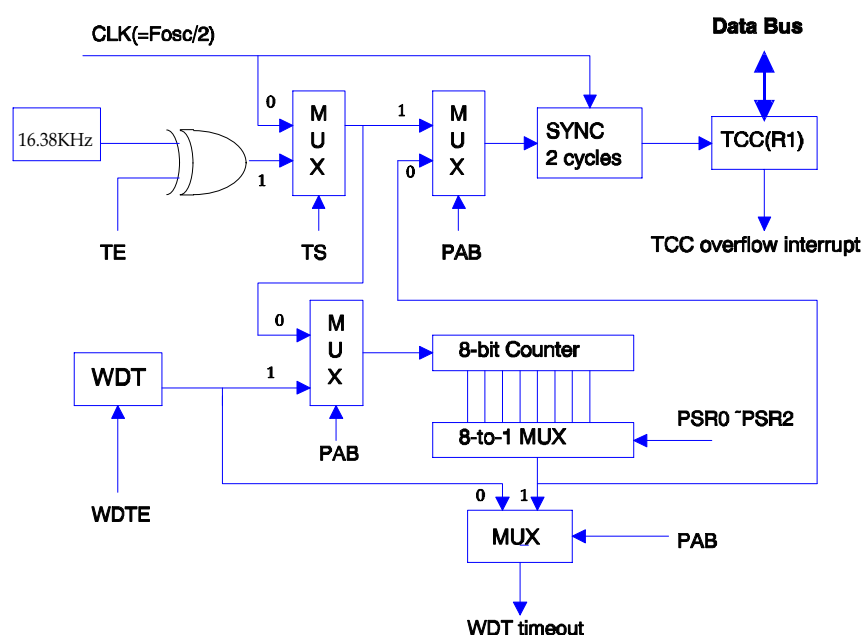 CLK(=Fosc/2)
Data Bus
0
M
U
X
1
M
U
X
0
SYNC
2 cycles
TCC(R1)
16.38KHz
1
TE
TS
PAB
TCC overflow interrupt
0
M
U
X
1
8-bit Counter
WDT
8-to-1 MUX
PSR0 ~PSR2
PAB
WDTE
0
1
MUX
PAB
WDT timeout